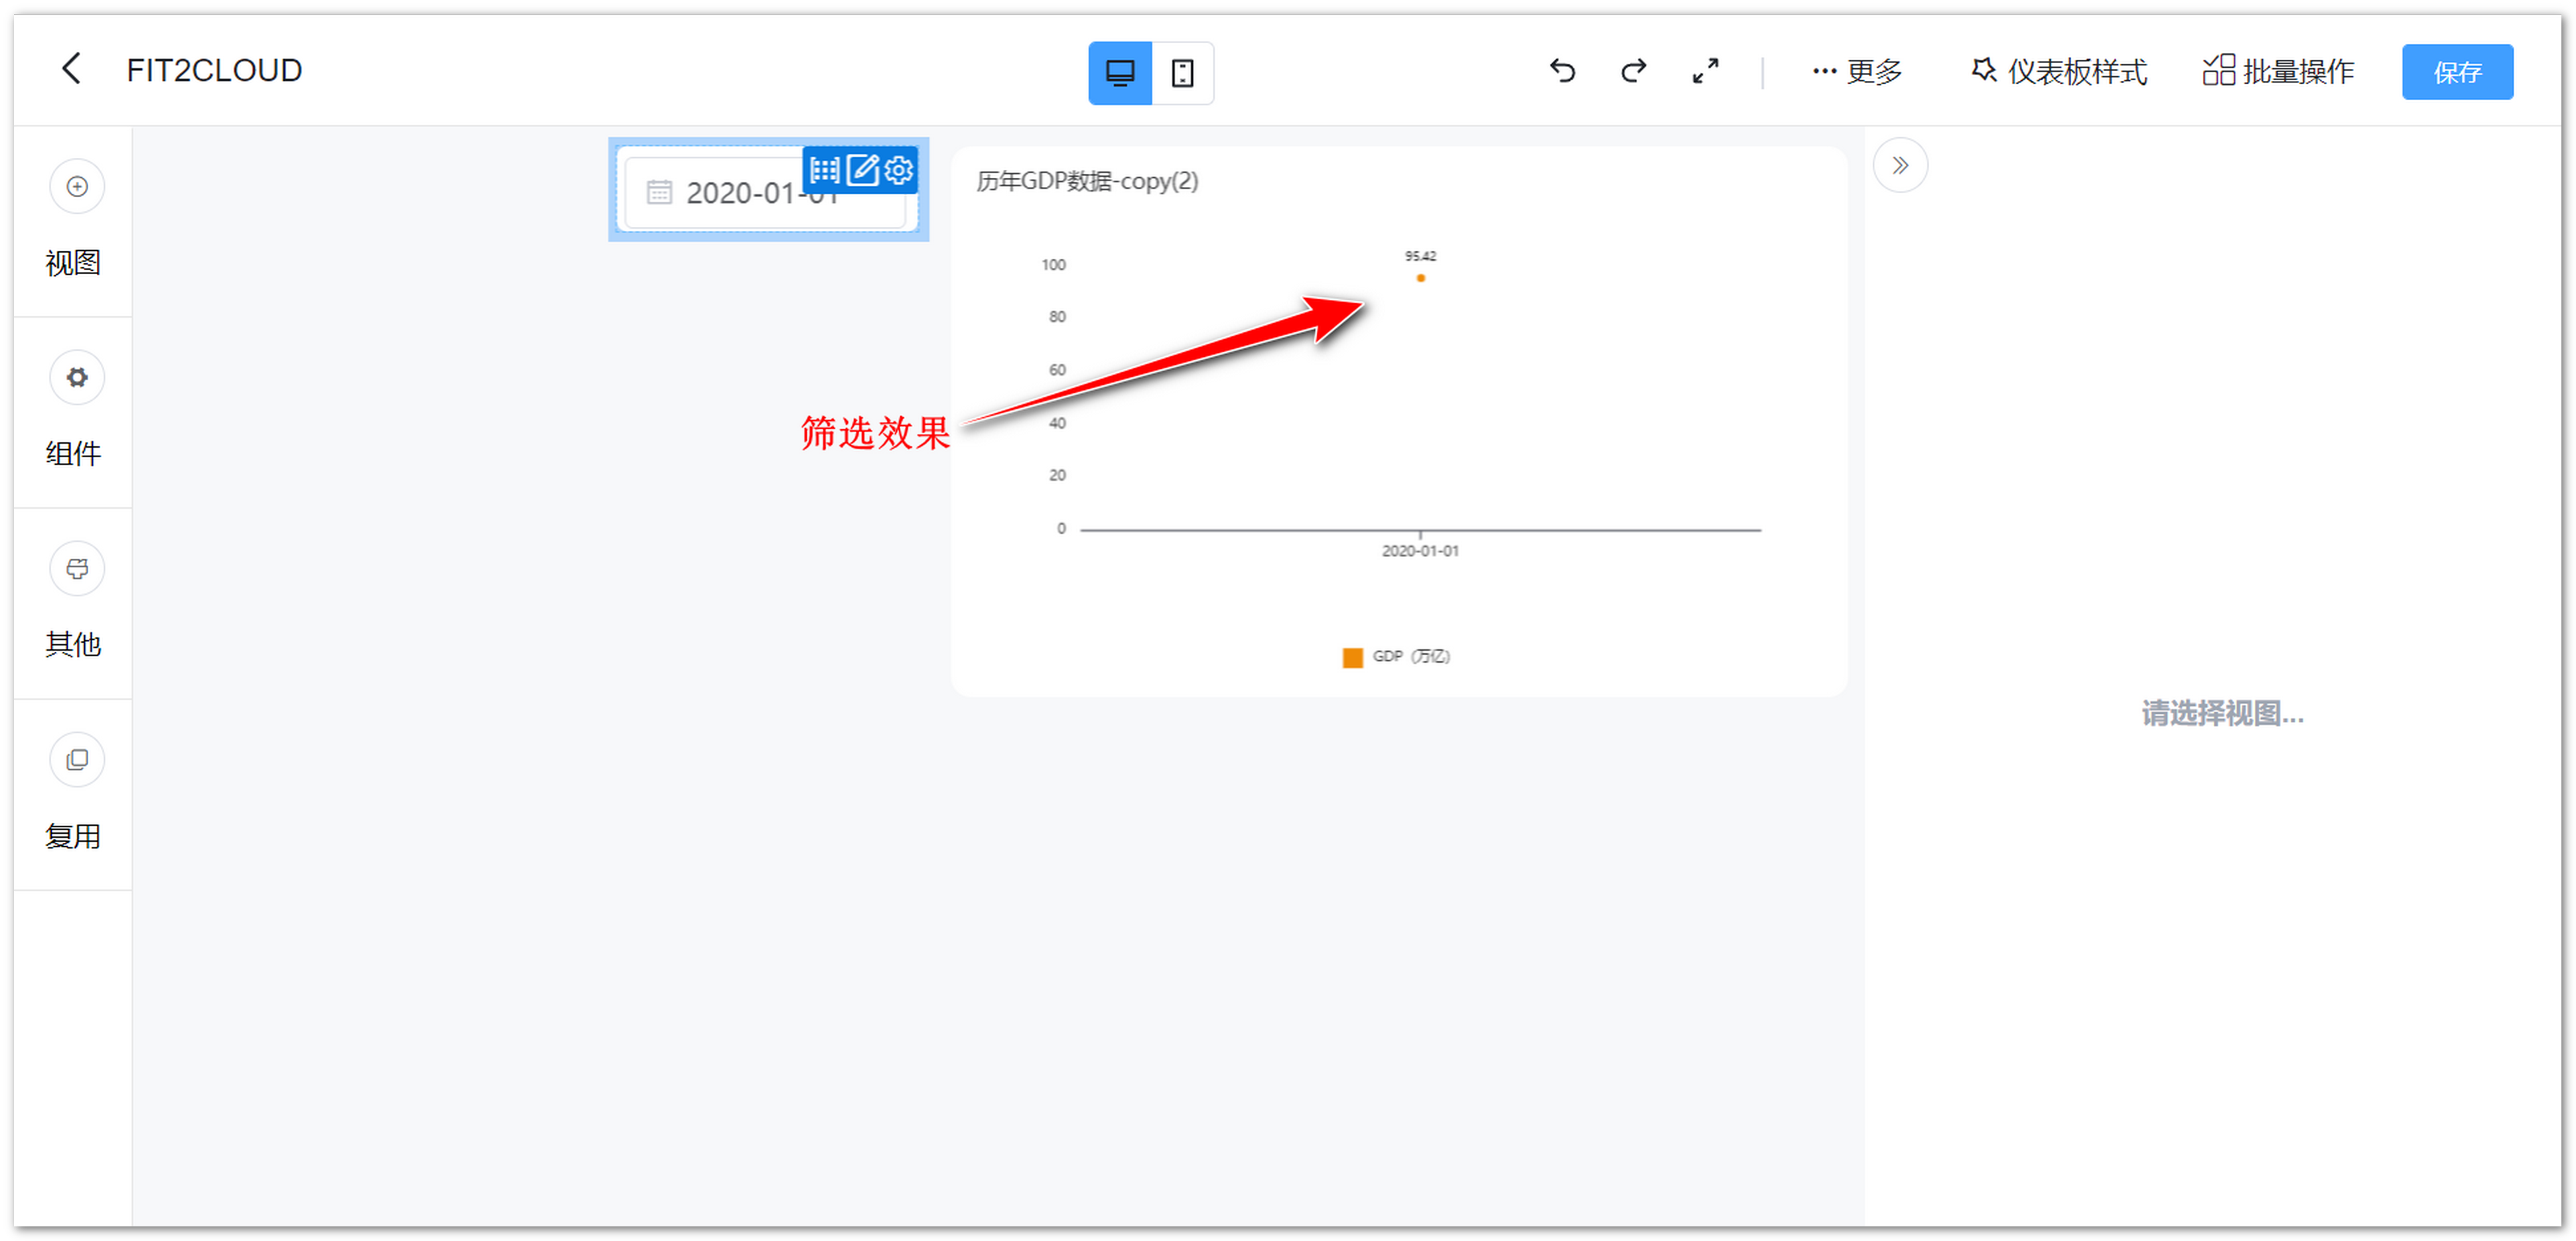 FIT2CLOUD
更多
仪表板样式
批量操作
保存
视图
组件
其他
复用
2020-01-01
历年GDP数据-copy(2)
95.42
100
80
60
40
20
0
2020-01-01
GDP（万亿）
筛选效果
请选择视图...